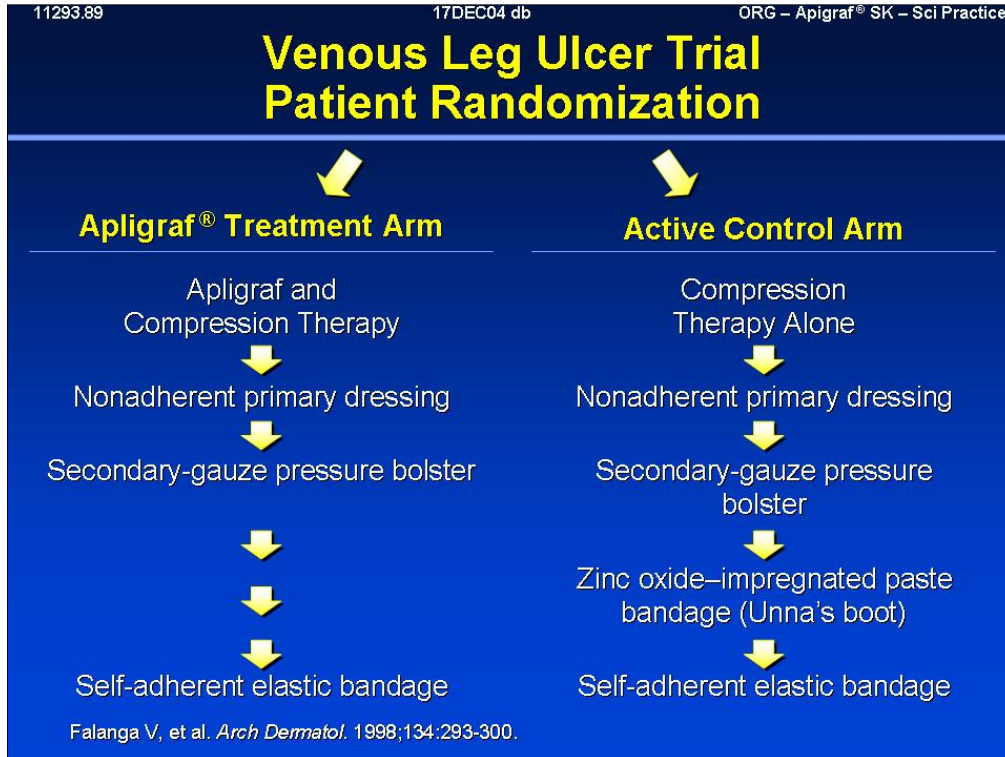 11293.89 17DEC04 db ORG – Apigraf® SK – Sci Practice
Venous Leg Ulcer Trial
Patient Randomization
Apligraf® Treatment Arm
Apligraf and
Compression Therapy
Nonadherent primary dressing
Secondary-gauze pressure bolster
Self-adherent elastic bandage
Active Control Arm
Compression
Therapy Alone
Nonadherent primary dressing
Secondary-gauze pressure
bolster
Zinc oxide–impregnated paste
bandage (Unna's boot)
Self-adherent elastic bandage
Falanga V, et al. Arch Dermatol. 1998;134:293-300.